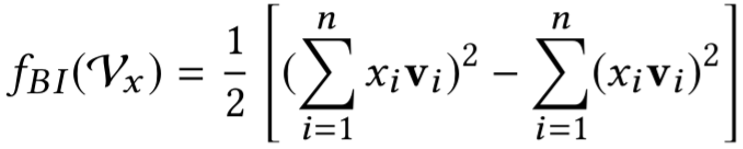 $f_{BI}(\mathcal{V}_x) = \frac{1}{2} \left[ (\sum_{i=1}^{n} x_i \mathbf{v}_i)^2 - \sum_{i=1}^{n} (x_i \mathbf{v}_i)^2 \right]$